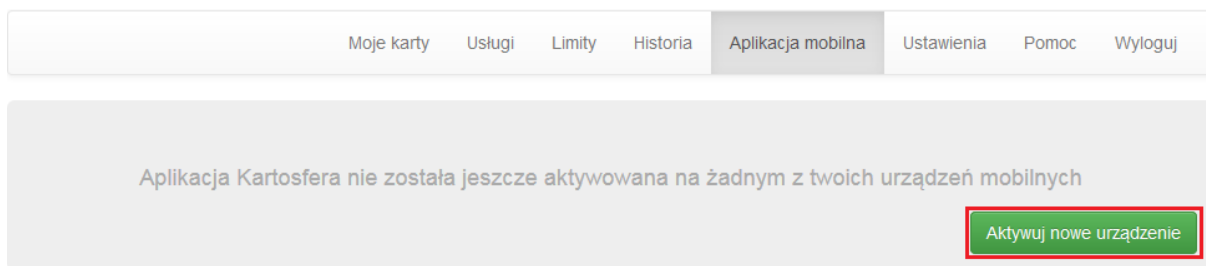 Moje karty Usługi Limity Historia Aplikacja mobilna Ustawienia Pomoc Wyloguj
Aplikacja Kartosfera nie została jeszcze aktywowana na żadnym z twoich urządzeń mobilnych
Aktywuj nowe urządzenie